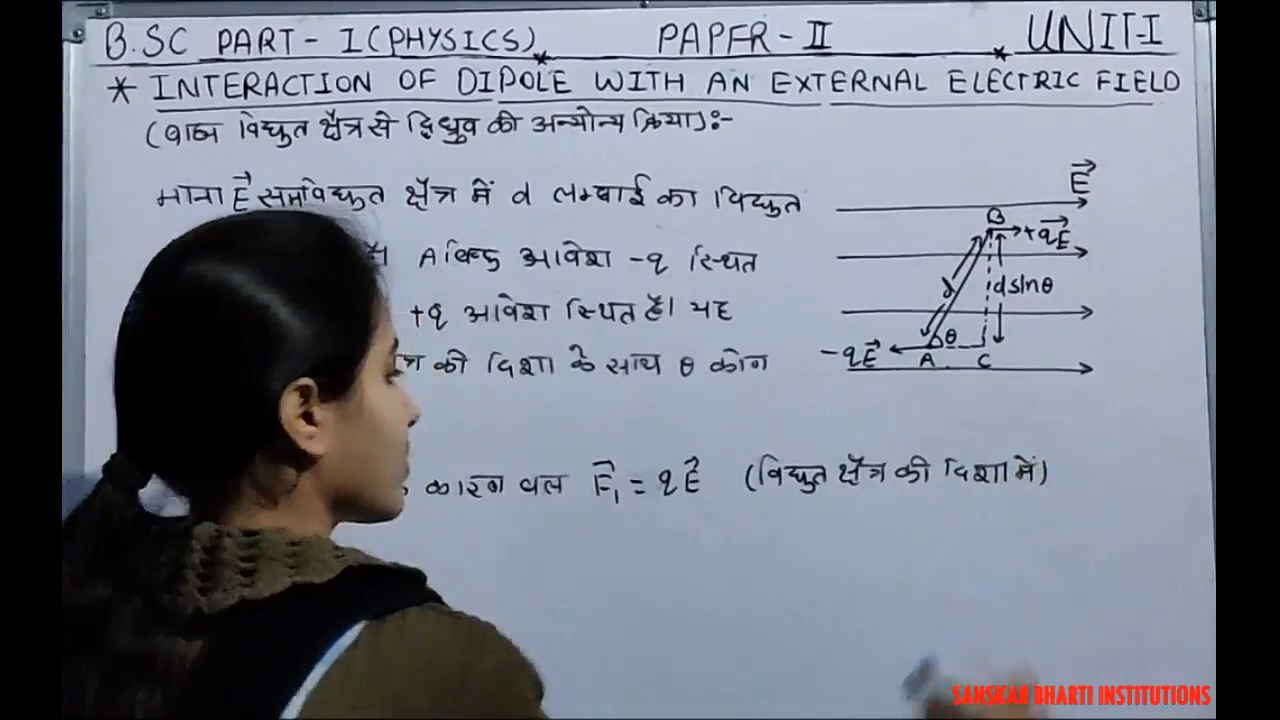 B.SC PART-I (PHYSICS) PAPER-II UNIT-I
* INTERACTION OF DIPOLE WITH AN EXTERNAL ELECTRIC FIELD
(बाह्य विद्युत क्षेत्र से द्विध्रुव की अन्योन्य क्रिया):-
माना E⃗ समविद्युत क्षेत्र में d लम्बाई का विद्युत
है। A बिन्दु आवेश -q स्थित
+q आवेश स्थित है। यह
की दिशा के साथ θ कोण
कारण बल F⃗₁ = qE⃗ (विद्युत क्षेत्र की दिशा में)
E⃗
B
+qE⃗
d
dsinθ
θ
-qE⃗
A C
SANSKAR BHARTI INSTITUTIONS